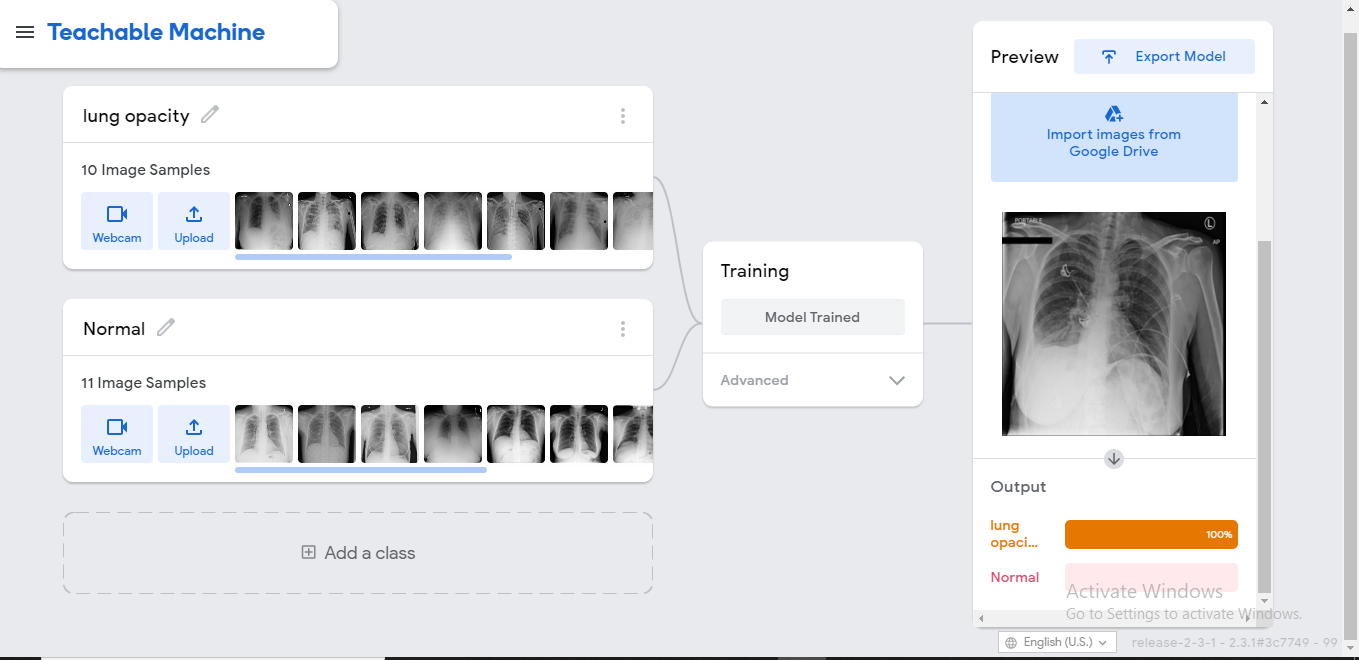 Teachable Machine
lung opacity
10 Image Samples
Webcam
Upload
Normal
11 Image Samples
Webcam
Upload
Add a class
Training
Model Trained
Advanced
Preview
Export Model
Import images from
Google Drive
PORTABLE
L
AP
Output
lung
opaci...
100%
Normal
Activate Windows
Go to Settings to activate Windows.
English (U.S.)
release-2-3-1 - 2.3.1#3c7749 - 99